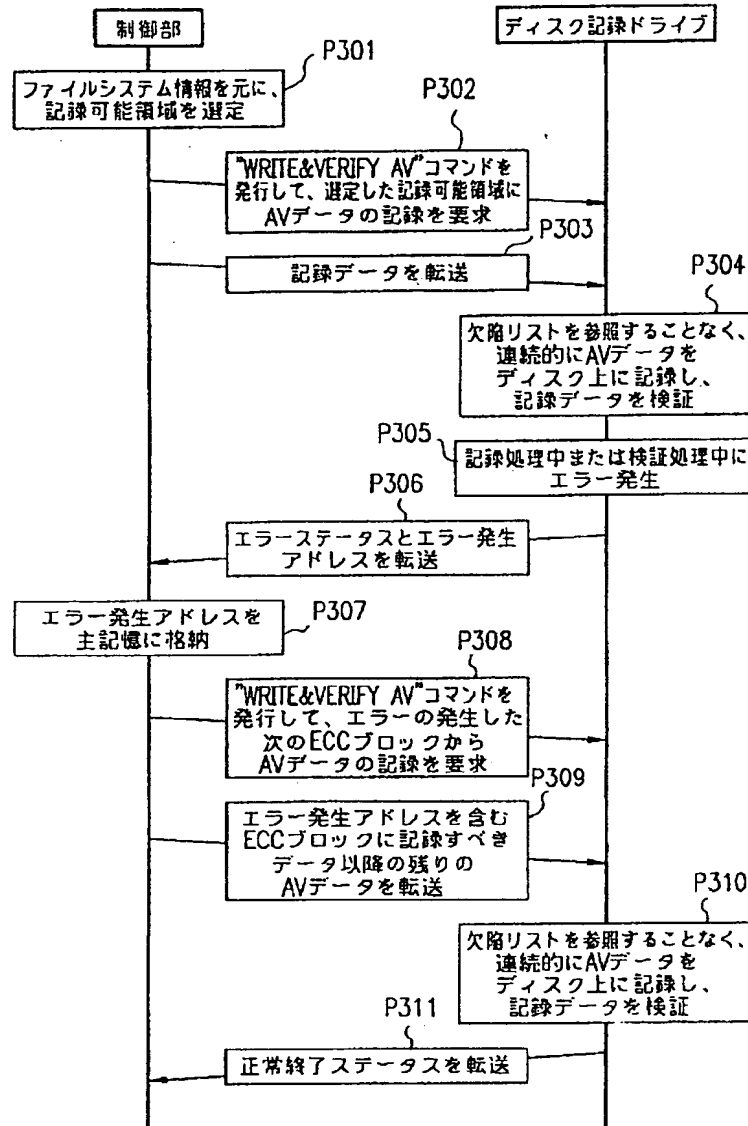 制御部
ディスク記録ドライブ
P301
ファイルシステム情報を元に、
記録可能領域を選定
P302
"WRITE&VERIFY AV"コマンドを
発行して、選定した記録可能領域に
AVデータの記録を要求
P303
記録データを転送
P304
欠陥リストを参照することなく、
連続的にAVデータを
ディスク上に記録し、
記録データを検証
P305
記録処理中または検証処理中に
エラー発生
P306
エラーステータスとエラー発生
アドレスを転送
P307
エラー発生アドレスを
主記憶に格納
P308
"WRITE&VERIFY AV"コマンドを
発行して、エラーの発生した
次のECCブロックから
AVデータの記録を要求
P309
エラー発生アドレスを含む
ECCブロックに記録すべき
データ以降の残りの
AVデータを転送
P310
欠陥リストを参照することなく、
連続的にAVデータを
ディスク上に記録し、
記録データを検証
P311
正常終了ステータスを転送